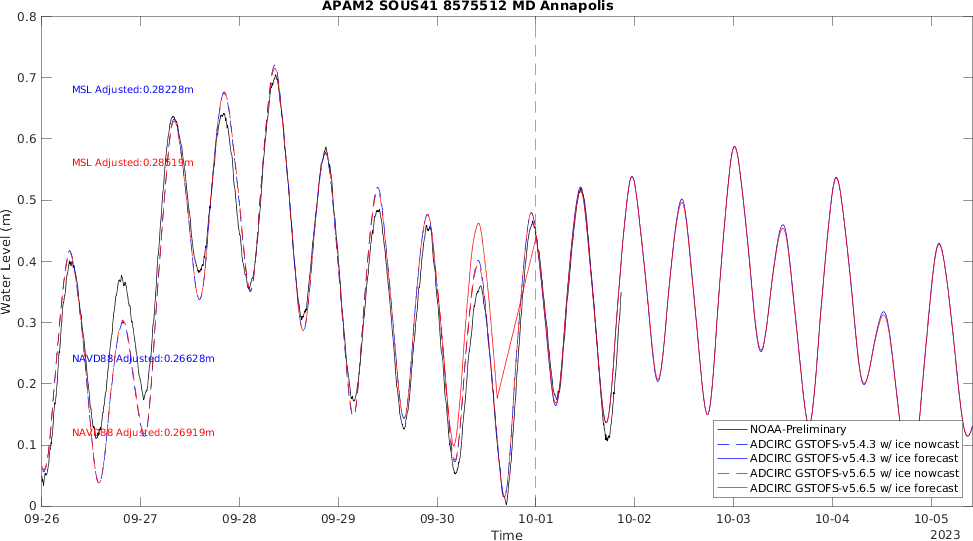 APAM2 SOUS41 8575512 MD Annapolis
0.8
0.7
0.6
0.5
0.4
0.3
0.2
0.1
0
Water Level (m)
MSL Adjusted:0.28228m
MSL Adjusted:0.28519m
NAVD88 Adjusted:0.26628m
NAVD88 Adjusted:0.26919m
NOAA-Preliminary
ADCIRC GSTOFS-v5.4.3 w/ ice nowcast
ADCIRC GSTOFS-v5.4.3 w/ ice forecast
ADCIRC GSTOFS-v5.6.5 w/ ice nowcast
ADCIRC GSTOFS-v5.6.5 w/ ice forecast
09-26 09-27 09-28 09-29 09-30 10-01 10-02 10-03 10-04 10-05
Time
2023